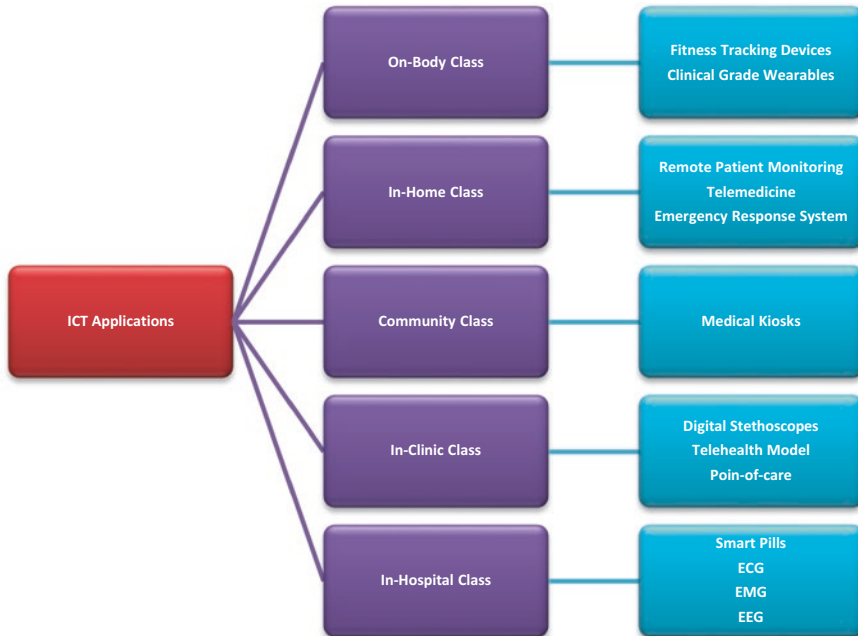 On-Body Class
Fitness Tracking Devices
Clinical Grade Wearables
In-Home Class
Remote Patient Monitoring
Telemedicine
Emergency Response System
ICT Applications
Community Class
Medical Kiosks
In-Clinic Class
Digital Stethoscopes
Telehealth Model
Poin-of-care
In-Hospital Class
Smart Pills
ECG
EMG
EEG